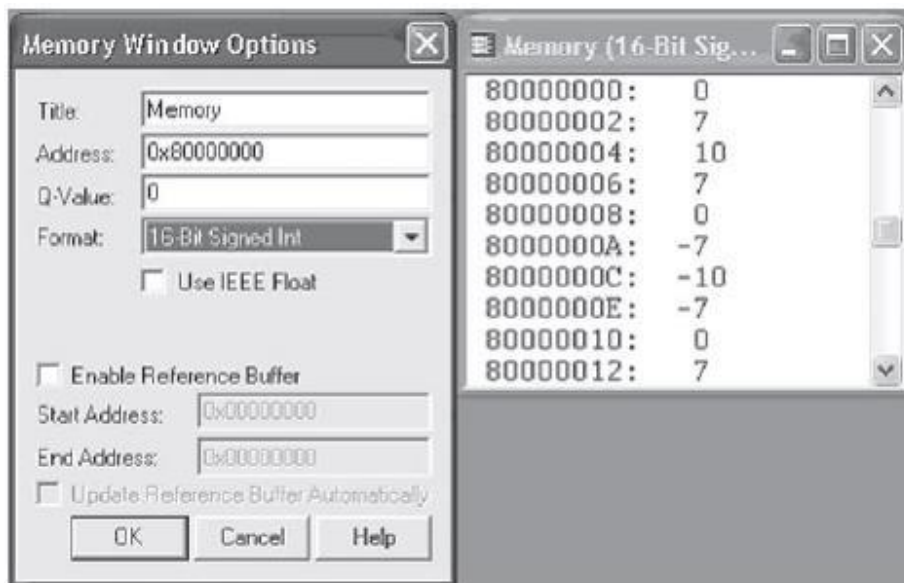 Memory Window Options
Title: Memory
Address: 0x80000000
Q-Value: 0
Format: 16-Bit Signed Int
Use IEEE Float
Enable Reference Buffer
Start Address: 0x00000000
End Address: 0x00000000
Update Reference Buffer Automatically
OK Cancel Help
Memory (16-Bit Sig...
80000000: 0
80000002: 7
80000004: 10
80000006: 7
80000008: 0
8000000A: -7
8000000C: -10
8000000E: -7
80000010: 0
80000012: 7